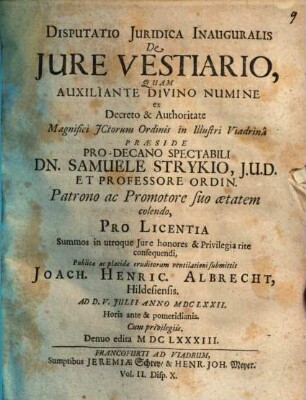 9
Disputatio Juridica Inauguralis
De
JURE VESTIARIO,
QUAM
AUXILIANTE DIVINO NUMINE
ex
Decreto & Authoritate
Magnifici JCtorum Ordinis in Illustri Viadrinâ
PRÆSIDE
PRO-DECANO SPECTABILI
DN. SAMUELE STRYKIO, J.U.D.
ET PROFESSORE ORDIN.
Patrono ac Promotore suo ætatem
colendo,
PRO LICENTIA
Summos in utroque Jure honores & Privilegia rite
consequendi,
Publicæ ac placidæ eruditorum ventilationi submittit
JOACH. HENRIC. ALBRECHT,
Hildesiensis.
AD D. V. JULII ANNO MDCLXXII.
Horis ante & pomeridianis.
Cum privilegiis.
Denuo edita MDCLXXXIII.
FRANCOFURTI AD VIADRUM,
Sumptibus JEREMIÆ Schrey/ & HENR. JOH. Meyer.
Vol. II. Disp. X.